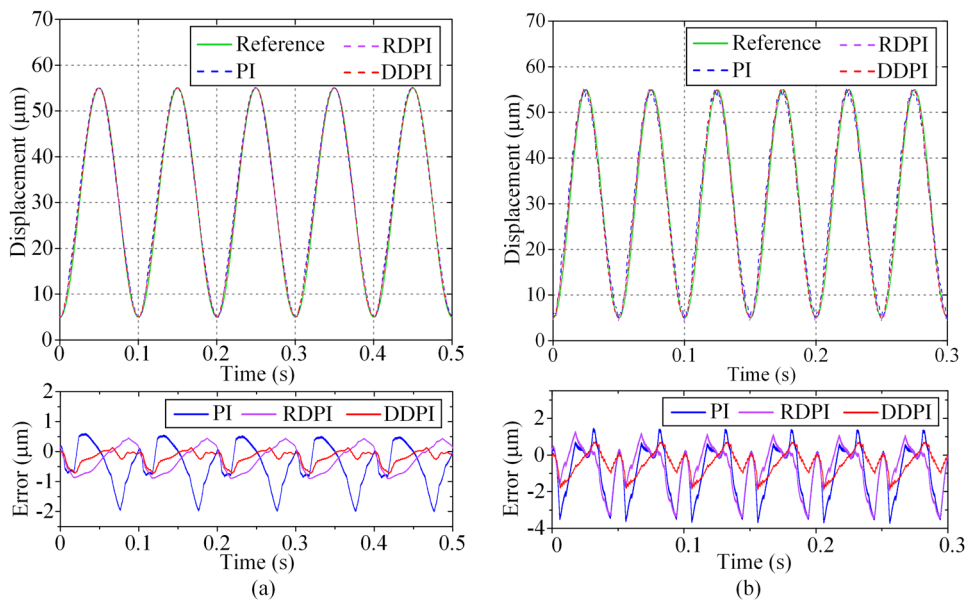 70
60
50
40
30
20
10
0
Displacement (μm)
Reference
RDPI
PI
DDPI
0
0.1
0.2
0.3
0.4
0.5
Time (s)
2
1
0
-1
-2
Error (μm)
PI
RDPI
DDPI
0
0.1
0.2
0.3
0.4
0.5
Time (s)
(a)
70
60
50
40
30
20
10
0
Displacement (μm)
Reference
RDPI
PI
DDPI
0
0.1
0.2
0.3
Time (s)
4
2
0
-2
-4
Error (μm)
PI
RDPI
DDPI
0
0.1
0.2
0.3
Time (s)
(b)